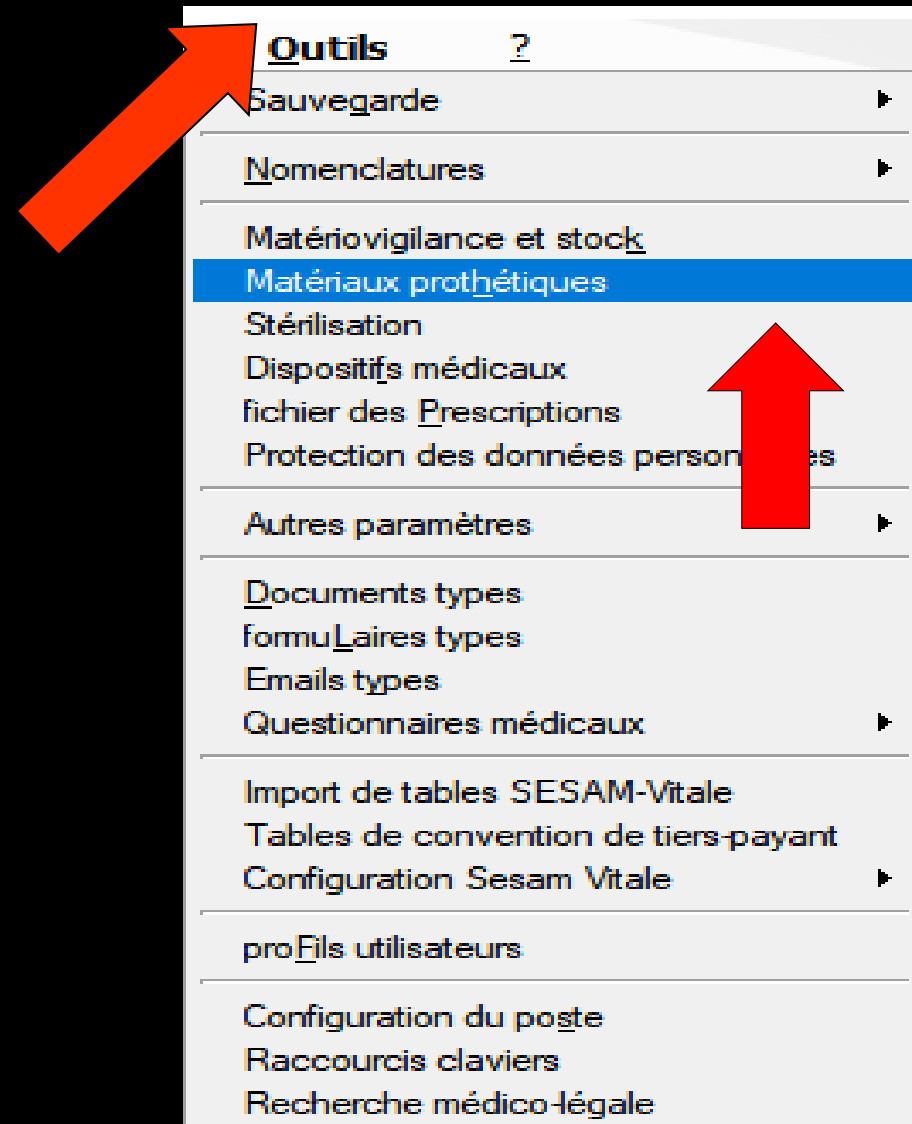 Outils ?
Sauvegarde
Nomenclatures
Matériovigilance et stock
Matériaux prothétiques
Stérilisation
Dispositifs médicaux
fichier des Prescriptions
Protection des données
Autres paramètres
Documents types
formuLaires types
Emails types
Questionnaires médicaux
Import de tables SESAM-Vitale
Tables de convention de tiers-payant
Configuration Sesam Vitale
proFils utilisateurs
Configuration du poste
Raccourcis claviers
Recherche médico-légale